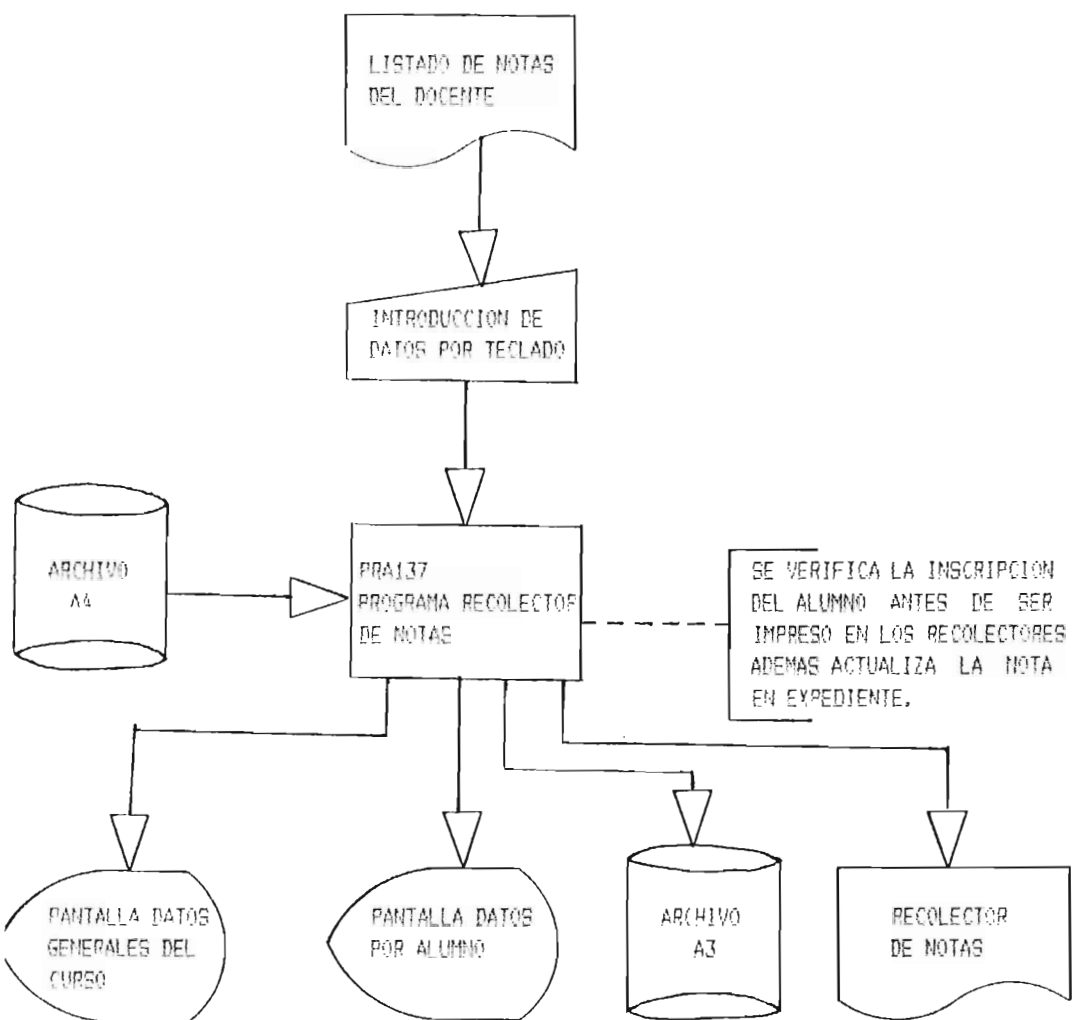 LISTADO DE NOTAS
DEL DOCENTE
INTRODUCCION DE
DATOS POR TECLADO
ARCHIVO
A4
PRA137
PROGRAMA RECOLECTOR
DE NOTAS
SE VERIFICA LA INSCRIPCION
DEL ALUMNO ANTES DE SER
IMPRESO EN LOS RECOLECTORES
ADEMAS ACTUALIZA LA NOTA
EN EXPEDIENTE.
PANTALLA DATOS
GENERALES DEL
CURSO
PANTALLA DATOS
POR ALUMNO
ARCHIVO
A3
RECOLECTOR
DE NOTAS